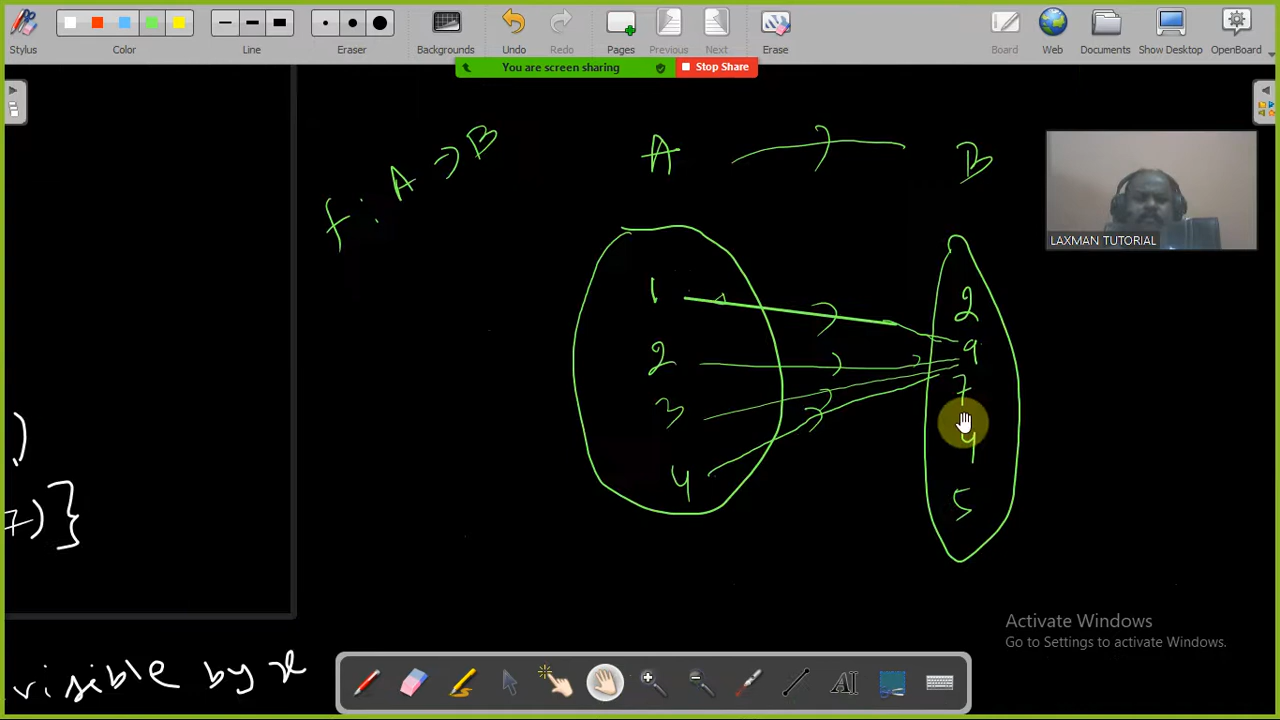 Stylus
Color
Line
Eraser
Backgrounds
Undo
Redo
Pages
Previous
Next
Erase
Board
Web
Documents
Show Desktop
OpenBoard
You are screen sharing
Stop Share
f: A → B
A → B
LAXMAN TUTORIAL
1
2
3
4
2
9
7
4
5
)
7)}
visible by x
Activate Windows
Go to Settings to activate Windows.
AI